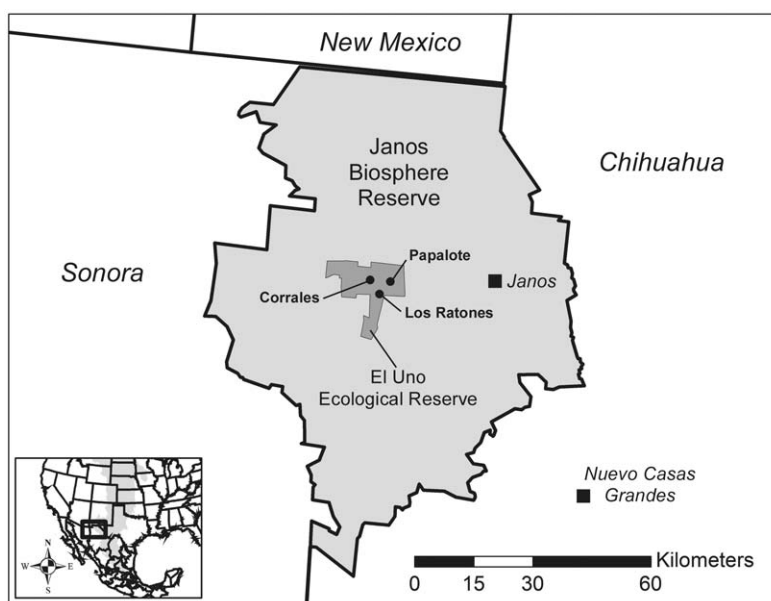 New Mexico
Janos
Biosphere
Reserve
Chihuahua
Sonora
Papalote
Janos
Corrales
Los Ratones
El Uno
Ecological Reserve
Nuevo Casas
Grandes
N
W
E
S
Kilometers
0
15
30
60